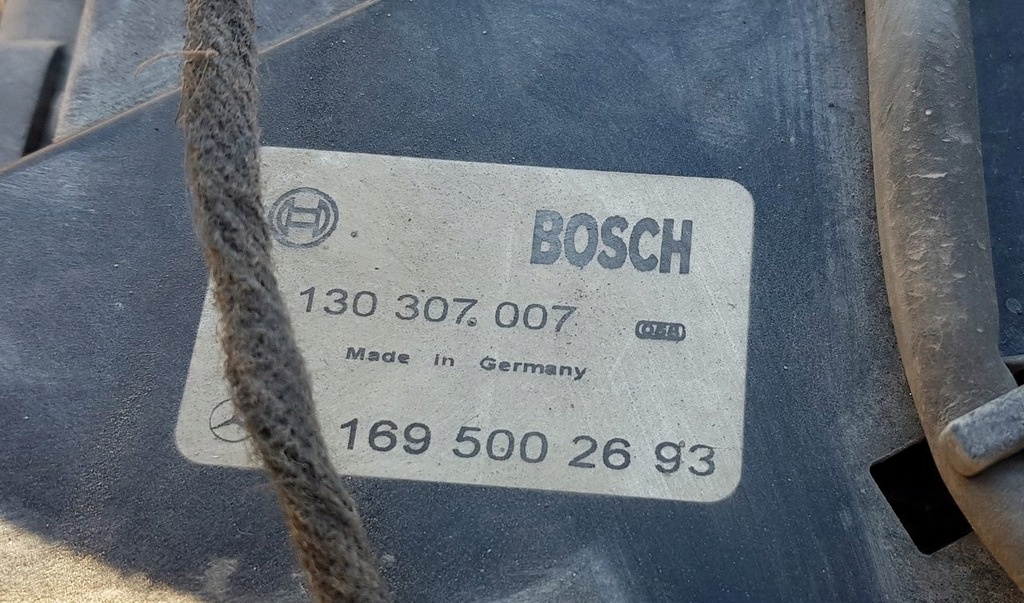 BOSCH
130 307 007
Made in Germany
169 500 26 93